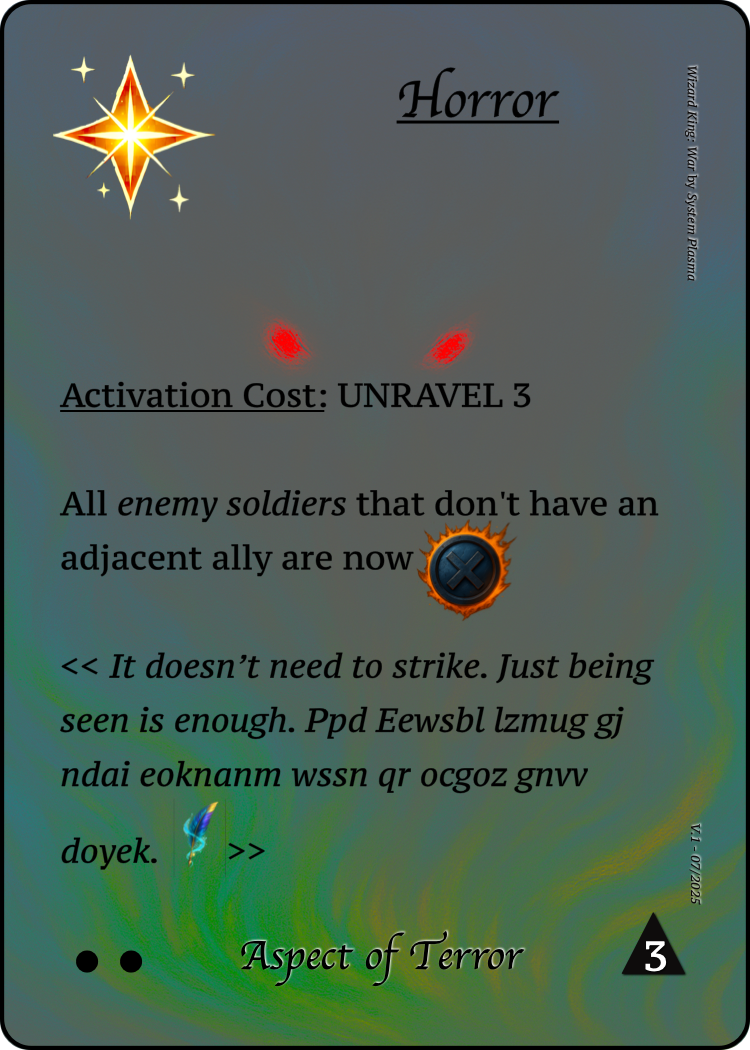 Horror
Wizard King: War by System Plasma
Activation Cost: UNRAVEL 3
All enemy soldiers that don't have an
adjacent ally are now
<< It doesn’t need to strike. Just being
seen is enough. Ppd Eewsbl lzmug gj
ndai eoknanm wssn qr ocgoz gnvv
doyek. >>
V.1 - 07/2025
Aspect of Terror
3